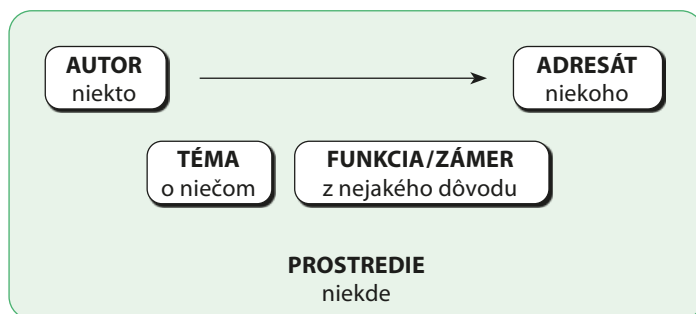 AUTOR
niekto
ADRESÁT
niekoho
TÉMA
o niečom
FUNKCIA/ZÁMER
z nejakého dôvodu
PROSTREDIE
niekde